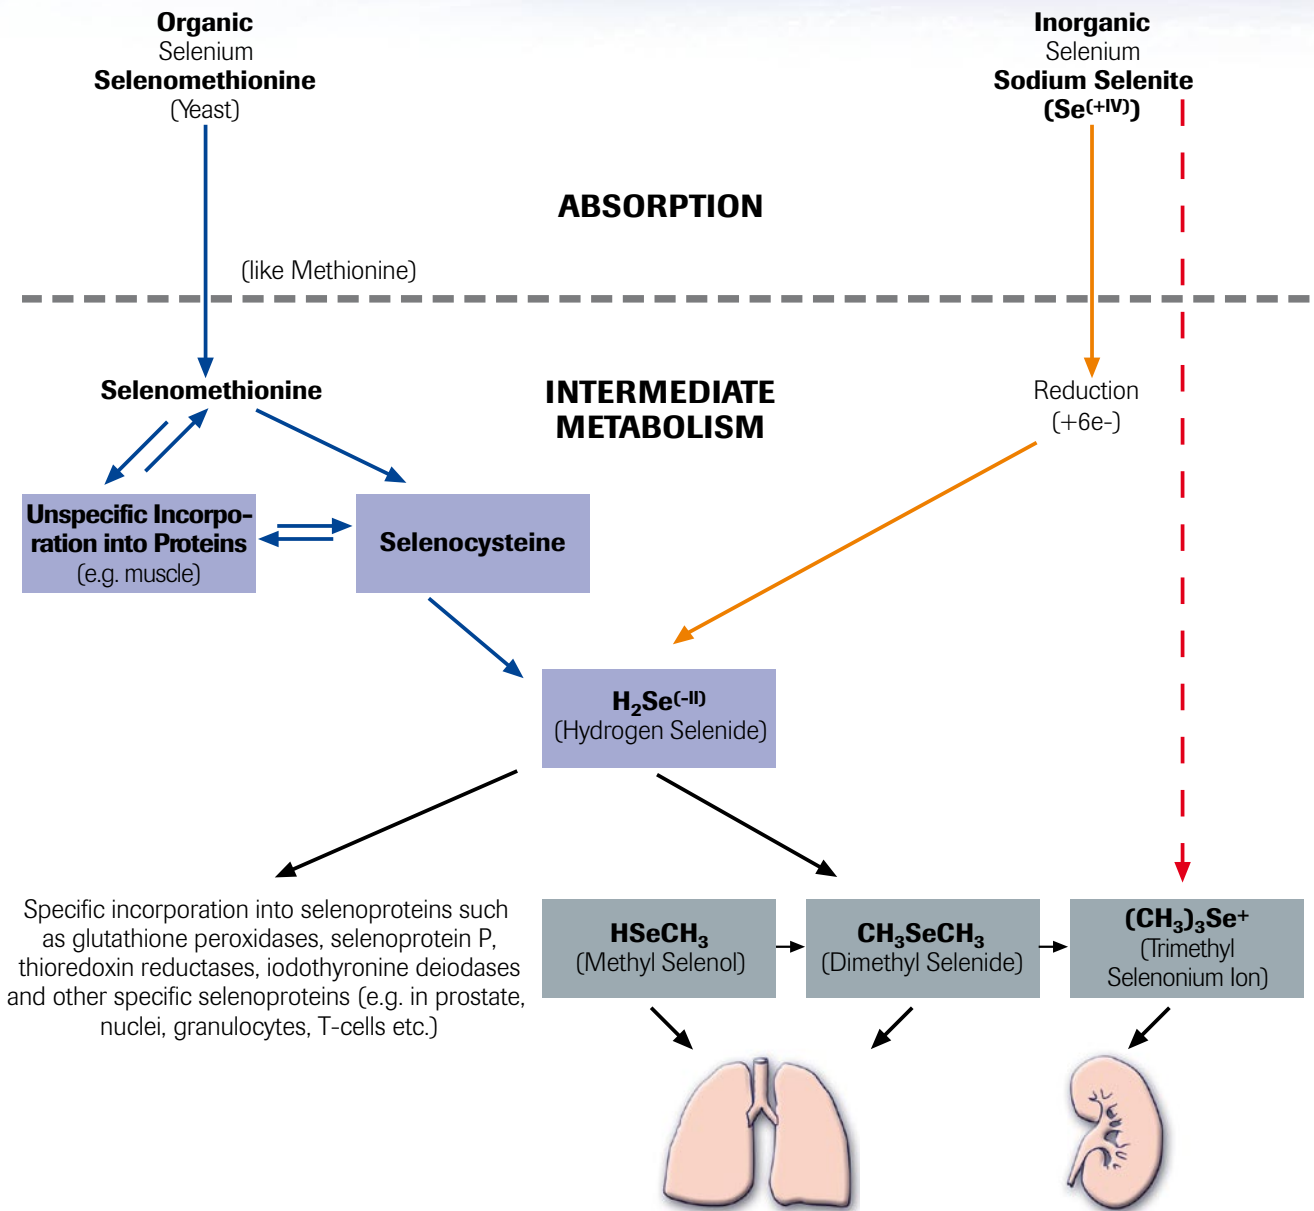 Organic
Selenium
Selenomethionine
(Yeast)
Inorganic
Selenium
Sodium Selenite
(Se(+IV))
ABSORPTION
(like Methionine)
Selenomethionine
INTERMEDIATE
METABOLISM
Reduction
(+6e-)
Unspecific Incorpo-
ration into Proteins
(e.g. muscle)
Selenocysteine
H₂Se(-II)
(Hydrogen Selenide)
Specific incorporation into selenoproteins such
as glutathione peroxidases, selenoprotein P,
thioredoxin reductases, iodothyronine deiodases
and other specific selenoproteins (e.g. in prostate,
nuclei, granulocytes, T-cells etc.)
HSeCH₃
(Methyl Selenol)
CH₃SeCH₃
(Dimethyl Selenide)
(CH₃)₃Se⁺
(Trimethyl
Selenonium Ion)